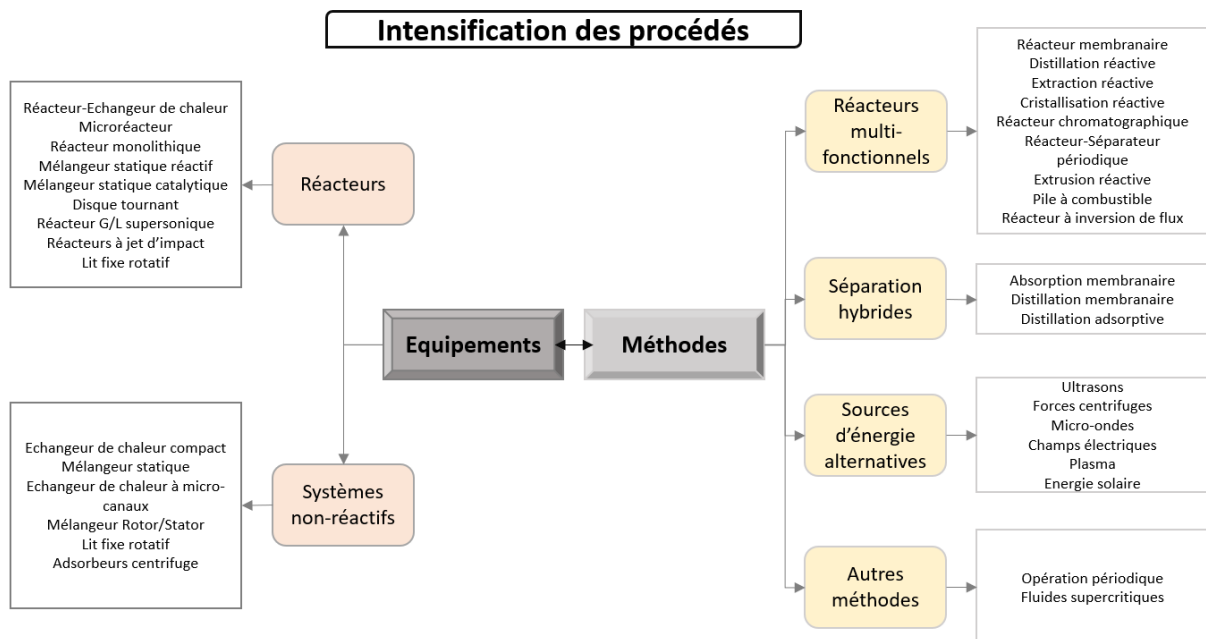 Intensification des procédés
Réacteur-Echangeur de chaleur
Microréacteur
Réacteur monolithique
Mélangeur statique réactif
Mélangeur statique catalytique
Disque tournant
Réacteur G/L supersonique
Réacteurs à jet d’impact
Lit fixe rotatif
Réacteurs
Echangeur de chaleur compact
Mélangeur statique
Echangeur de chaleur à micro-
canaux
Mélangeur Rotor/Stator
Lit fixe rotatif
Adsorbeurs centrifuge
Systèmes
non-réactifs
Equipements
Méthodes
Réacteurs
multi-
fonctionnels
Réacteur membranaire
Distillation réactive
Extraction réactive
Cristallisation réactive
Réacteur chromatographique
Réacteur-Séparateur
périodique
Extrusion réactive
Pile à combustible
Réacteur à inversion de flux
Séparation
hybrides
Absorption membranaire
Distillation membranaire
Distillation adsorptive
Sources
d’énergie
alternatives
Ultrasons
Forces centrifuges
Micro-ondes
Champs électriques
Plasma
Energie solaire
Autres
méthodes
Opération périodique
Fluides supercritiques